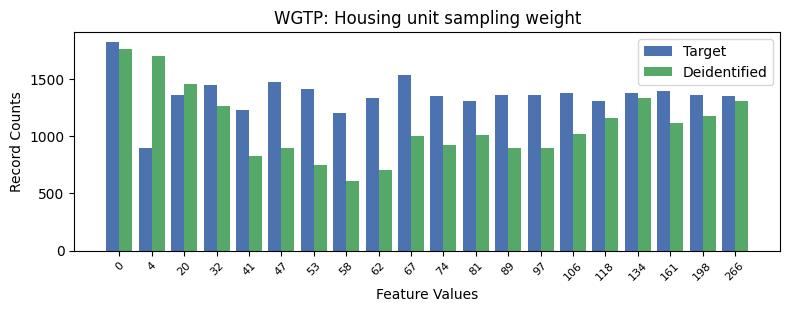 WGTP: Housing unit sampling weight
Target
Deidentified
Record Counts
1500
1000
500
0
0 4 20 32 41 47 53 58 62 67 74 81 89 97 106 118 134 161 198 266
Feature Values